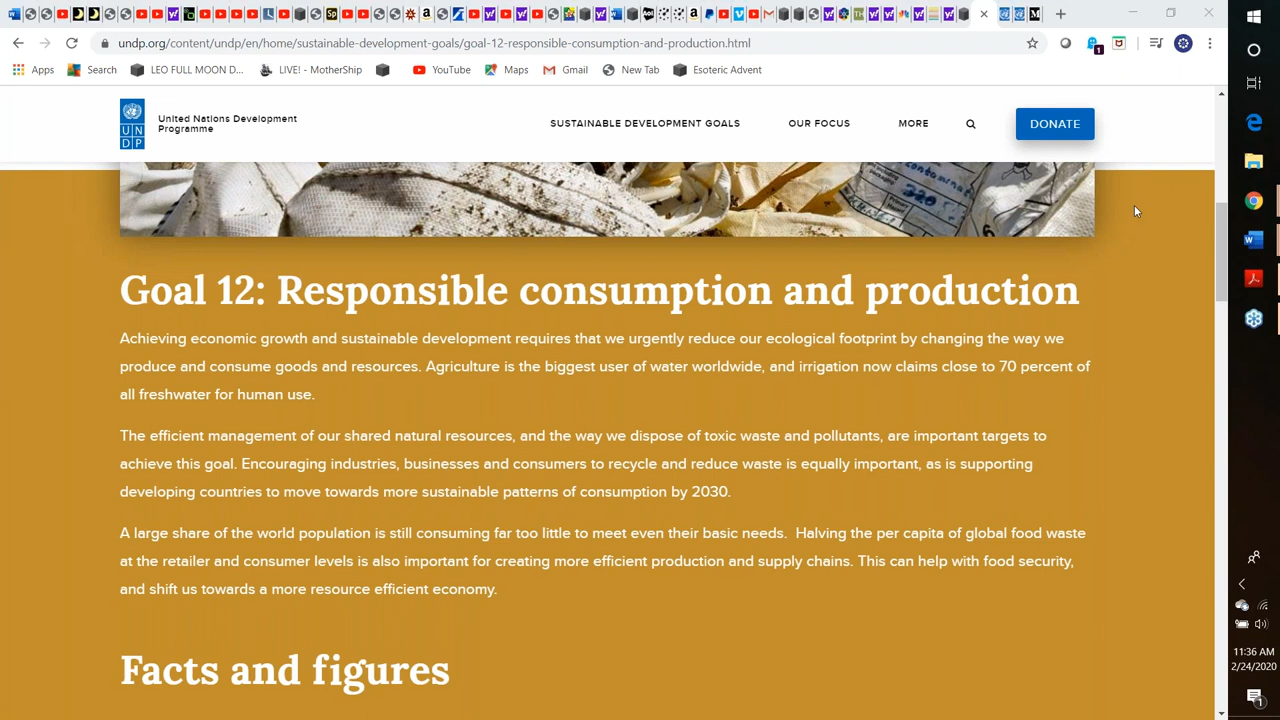 undp.org/content/undp/en/home/sustainable-development-goals/goal-12-responsible-consumption-and-production.html
Apps Search LEO FULL MOON D... LIVE! - MotherShip YouTube Maps Gmail New Tab Esoteric Advent
UN
DP
United Nations Development
Programme
SUSTAINABLE DEVELOPMENT GOALS OUR FOCUS MORE DONATE
Goal 12: Responsible consumption and production
Achieving economic growth and sustainable development requires that we urgently reduce our ecological footprint by changing the way we
produce and consume goods and resources. Agriculture is the biggest user of water worldwide, and irrigation now claims close to 70 percent of
all freshwater for human use.
The efficient management of our shared natural resources, and the way we dispose of toxic waste and pollutants, are important targets to
achieve this goal. Encouraging industries, businesses and consumers to recycle and reduce waste is equally important, as is supporting
developing countries to move towards more sustainable patterns of consumption by 2030.
A large share of the world population is still consuming far too little to meet even their basic needs. Halving the per capita of global food waste
at the retailer and consumer levels is also important for creating more efficient production and supply chains. This can help with food security,
and shift us towards a more resource efficient economy.
Facts and figures
11:36 AM
2/24/2020